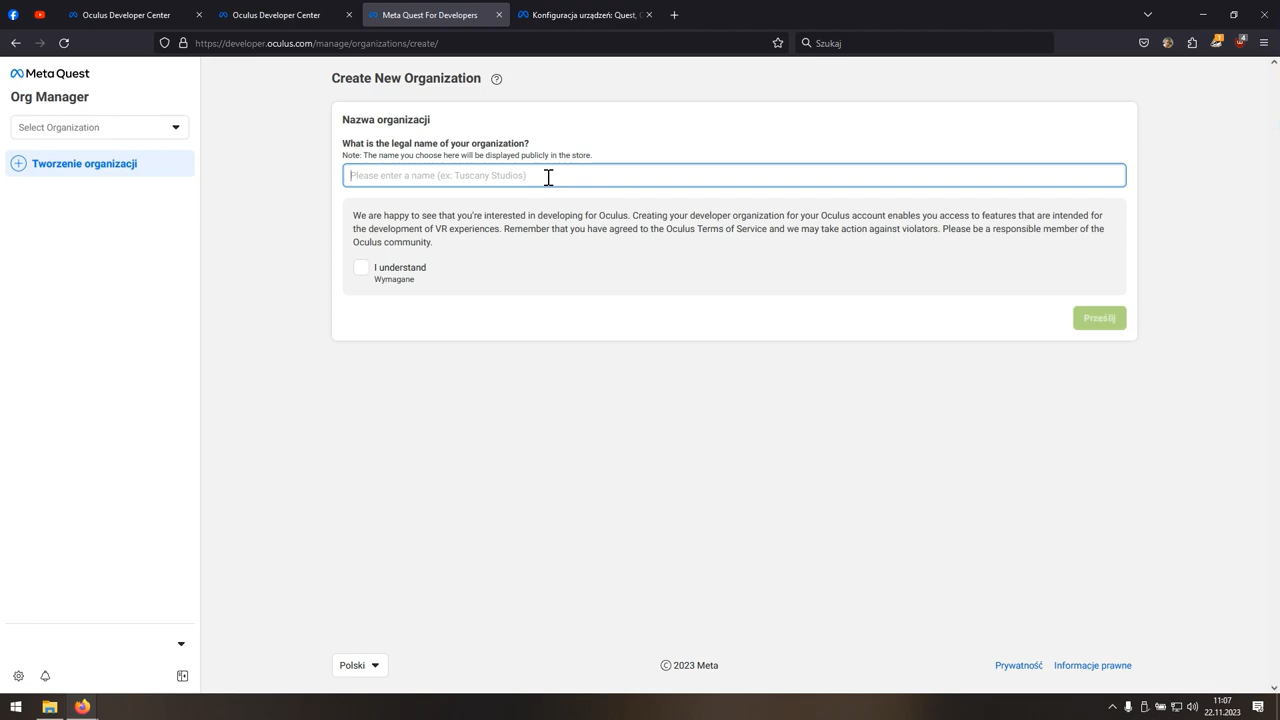 Oculus Developer Center
Oculus Developer Center
Meta Quest For Developers
Konfiguracja urządzeń: Quest,
https://developer.oculus.com/manage/organizations/create/
Szukaj
1
4
Meta Quest
Org Manager
Select Organization
Tworzenie organizacji
Create New Organization
Nazwa organizacji
What is the legal name of your organization?
Note: The name you choose here will be displayed publicly in the store.
Please enter a name (ex: Tuscany Studios)
We are happy to see that you're interested in developing for Oculus. Creating your developer organization for your Oculus account enables you access to features that are intended for
the development of VR experiences. Remember that you have agreed to the Oculus Terms of Service and we may take action against violators. Please be a responsible member of the
Oculus community.
I understand
Wymagane
Prześlij
Polski
© 2023 Meta
Prywatność
Informacje prawne
11:07
22.11.2023